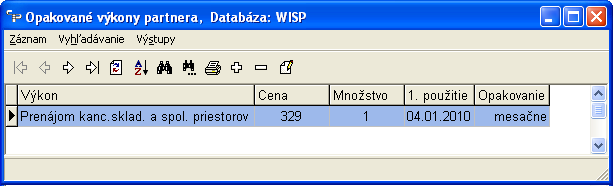 Opakované výkony partnera, Databáza: WISP
Záznam Vyhľadávanie Výstupy
Výkon Cena Množstvo 1. použitie Opakovanie
Prenájom kanc.sklad. a spol. priestorov 329 1 04.01.2010 mesačne